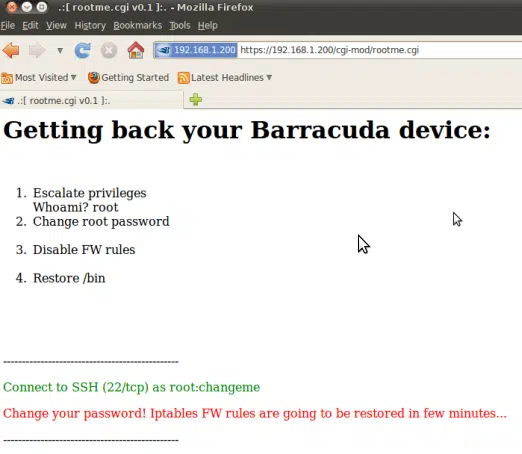 .:[ rootme.cgi v0.1 ]:. - Mozilla Firefox
File Edit View History Bookmarks Tools Help
192.168.1.200 https://192.168.1.200/cgi-mod/rootme.cgi
Most Visited Getting Started Latest Headlines
.:[ rootme.cgi v0.1 ]:.
Getting back your Barracuda device:
1. Escalate privileges
Whoami? root
2. Change root password
3. Disable FW rules
4. Restore /bin
-----------------------------------------------
Connect to SSH (22/tcp) as root:changeme
Change your password! Iptables FW rules are going to be restored in few minutes...
-----------------------------------------------